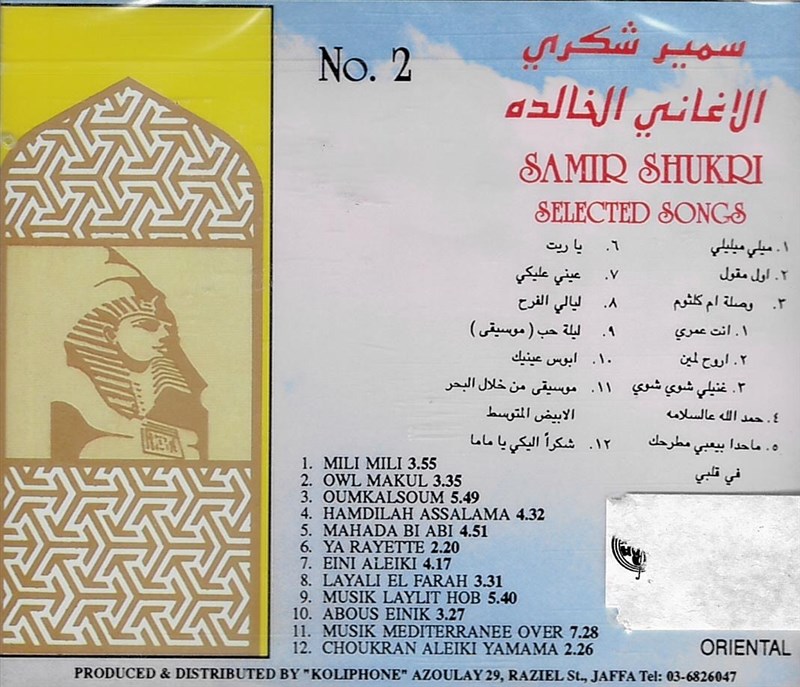 No. 2
سمير شكري
الاغاني الخالده
SAMIR SHUKRI
SELECTED SONGS
١. ميلي ميليلي
٢. اول مقول
٣. وصلة ام كلثوم
١. انت عمري
٢. اروح لمين
٣. غنيلي شوي شوي
٤. حمد الله عالسلامه
٥. ماحدا بيعبي مطرحك
في قلبي
٦. يا ريت
٧. عيني عليكي
٨. ليالي الفرح
٩. ليلة حب (موسيقى)
١٠. ابوس عينيك
١١. موسيقى من خلال البحر
الابيض المتوسط
١٢. شكراً اليكي يا ماما
1. MILI MILI 3.55
2. OWL MAKUL 3.35
3. OUMKALSOUM 5.49
4. HAMDILAH ASSALAMA 4.32
5. MAHADA BI ABI 4.51
6. YA RAYETTE 2.20
7. EINI ALEIKI 4.17
8. LAYALI EL FARAH 3.31
9. MUSIK LAYLIT HOB 5.40
10. ABOUS EINIK 3.27
11. MUSIK MEDITERRANEE OVER 7.28
12. CHOUKRAN ALEIKI YAMAMA 2.26
ORIENTAL
PRODUCED & DISTRIBUTED BY "KOLIPHONE" AZOULAY 29, RAZIEL St., JAFFA Tel: 03-6826047